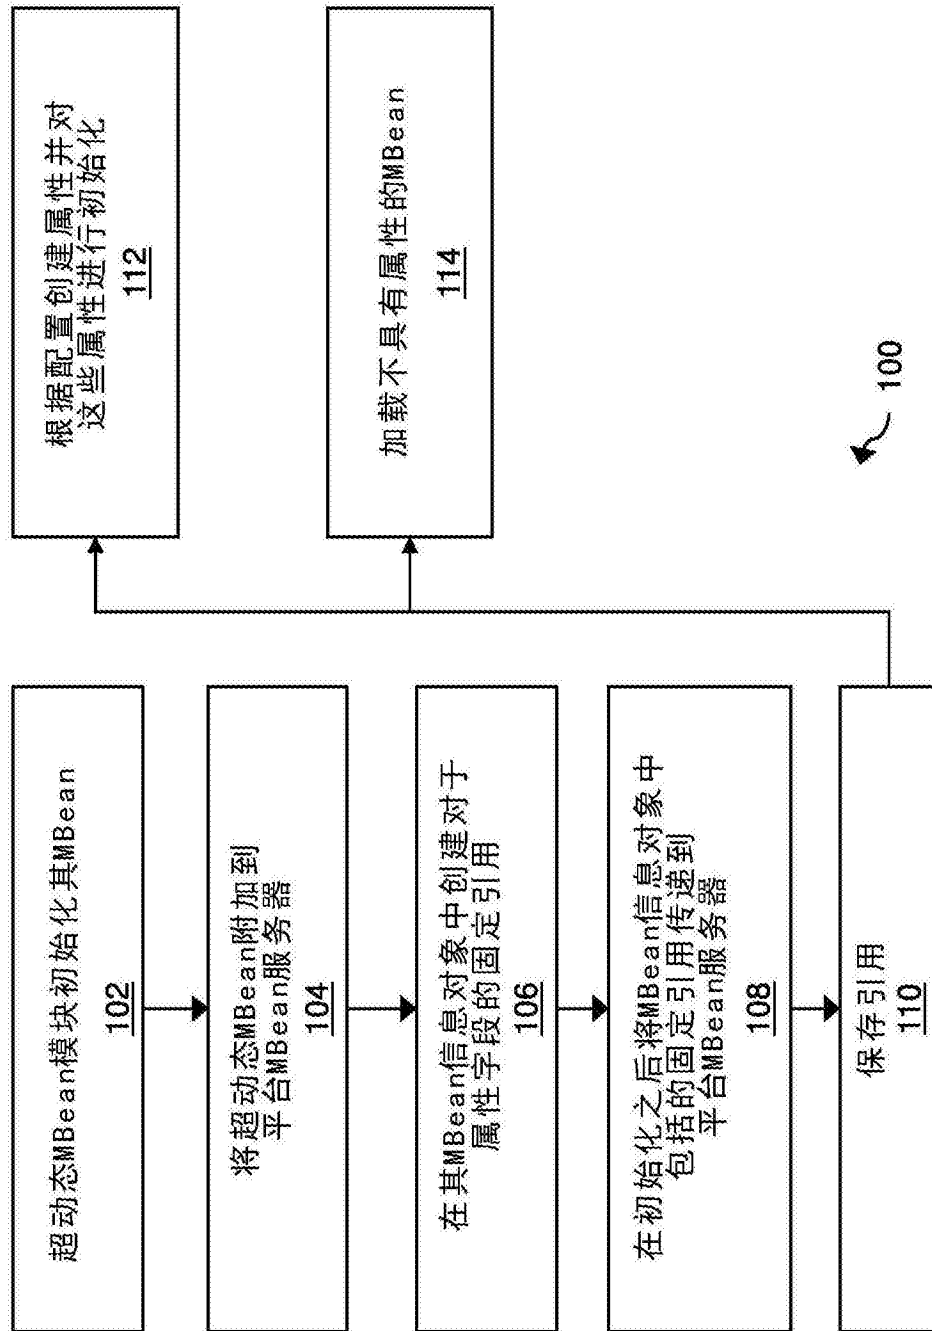 超动态MBean模块初始化其MBean
102
将超动态MBean附加到
平台MBean服务器
104
在其MBean信息对象中创建对于
属性字段的固定引用
106
在初始化之后将MBean信息对象中
包括的固定引用传递到
平台MBean服务器
108
保存引用
110
根据配置创建属性并对
这些属性进行初始化
112
加载不具有属性的MBean
114
100